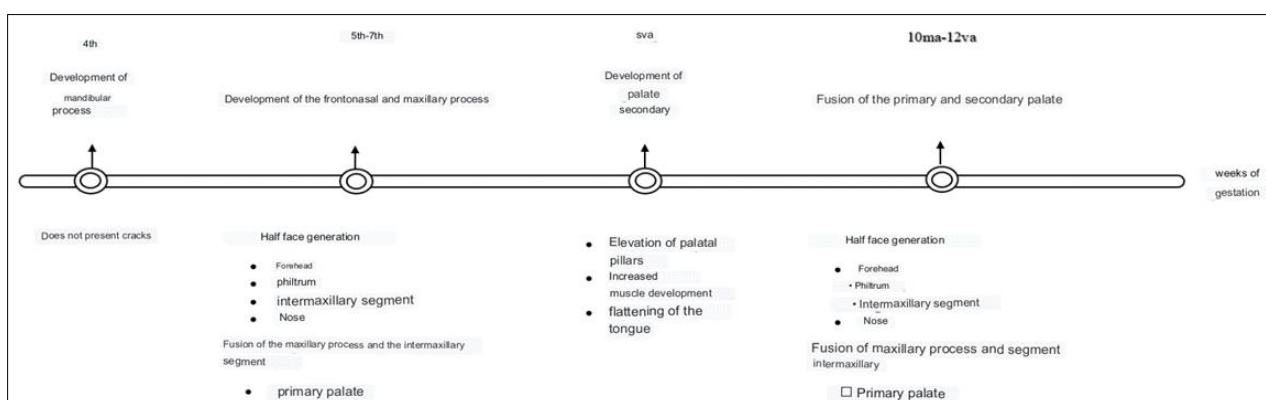 4th
Development of
mandibular
process
5th-7th
Development of the frontonasal and maxillary process
sva
Development of
palate
secondary
10ma-12va
Fusion of the primary and secondary palate
weeks of
gestation
Does not present cracks
Half face generation
• Forehead
• philtrum
• intermaxillary segment
• Nose
Fusion of the maxillary process and the intermaxillary
segment
• primary palate
• Elevation of palatal
pillars
• Increased
muscle development
• flattening of the
tongue
Half face generation
• Forehead
• Philtrum
• Intermaxillary segment
• Nose
Fusion of maxillary process and segment
intermaxillary
□ Primary palate